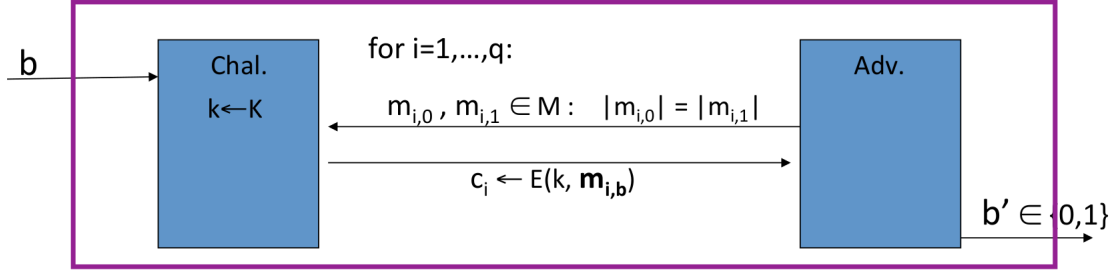 b
Chal.
k←K
for i=1,...,q:
m_{i,0} , m_{i,1} ∈ M : |m_{i,0}| = |m_{i,1}|
c_i ← E(k, m_{i,b})
Adv.
b’ ∈ {0,1}